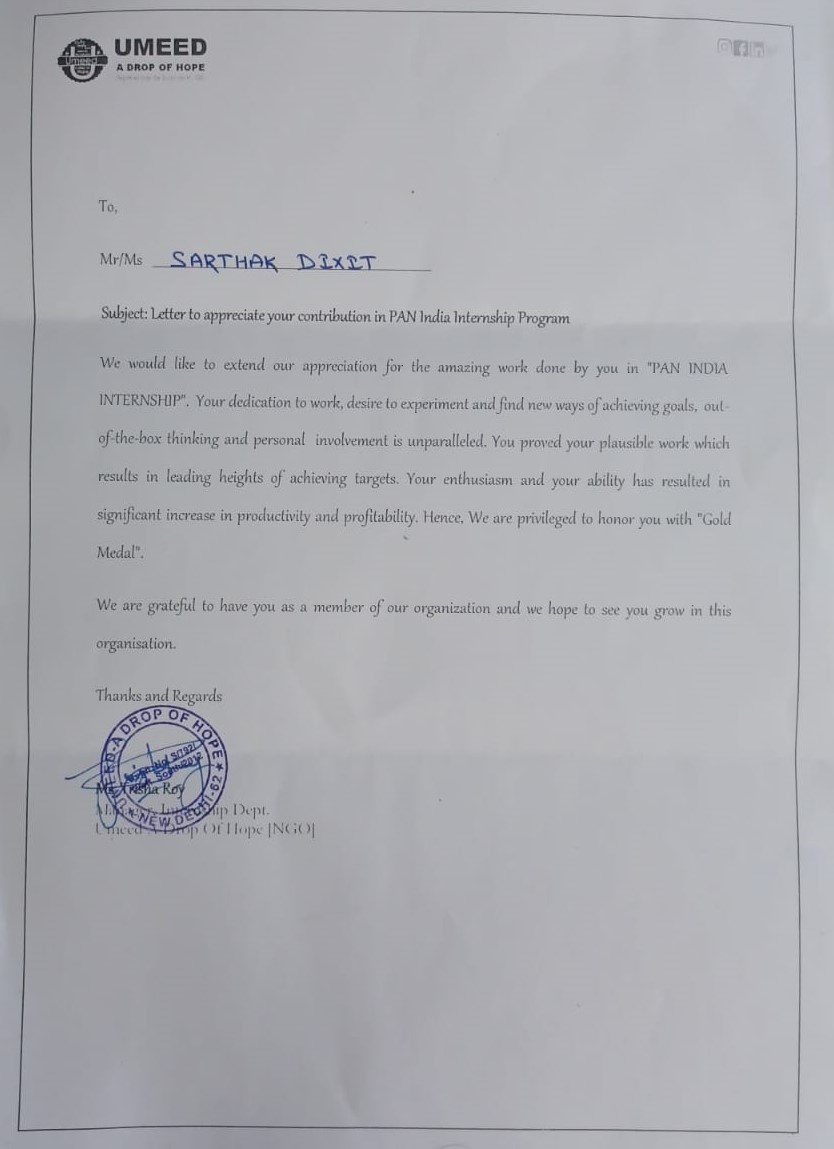 UMEED
A DROP OF HOPE
To,
Mr/Ms SARTHAK DIXIT
Subject: Letter to appreciate your contribution in PAN India Internship Program
We would like to extend our appreciation for the amazing work done by you in "PAN INDIA
INTERNSHIP". Your dedication to work, desire to experiment and find new ways of achieving goals, out-
of-the-box thinking and personal involvement is unparalleled. You proved your plausible work which
results in leading heights of achieving targets. Your enthusiasm and your ability has resulted in
significant increase in productivity and profitability. Hence, We are privileged to honor you with "Gold
Medal".
We are grateful to have you as a member of our organization and we hope to see you grow in this
organisation.
Thanks and Regards
UMEED-A DROP OF HOPE ★ NEW DELHI-62 ★
Roy
Dept.
Umeed A Drop Of Hope [NGO]